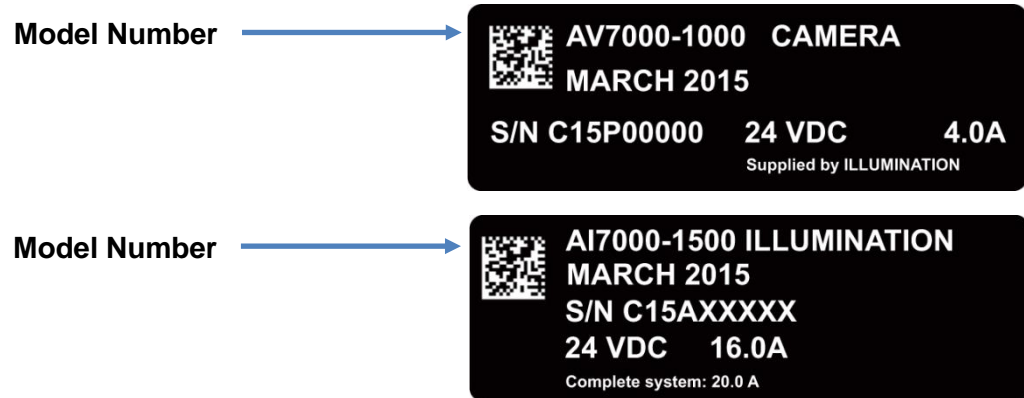 Model Number
AV7000-1000 CAMERA
MARCH 2015
S/N C15P00000 24 VDC 4.0A
Supplied by ILLUMINATION
Model Number
AI7000-1500 ILLUMINATION
MARCH 2015
S/N C15AXXXXX
24 VDC 16.0A
Complete system: 20.0 A